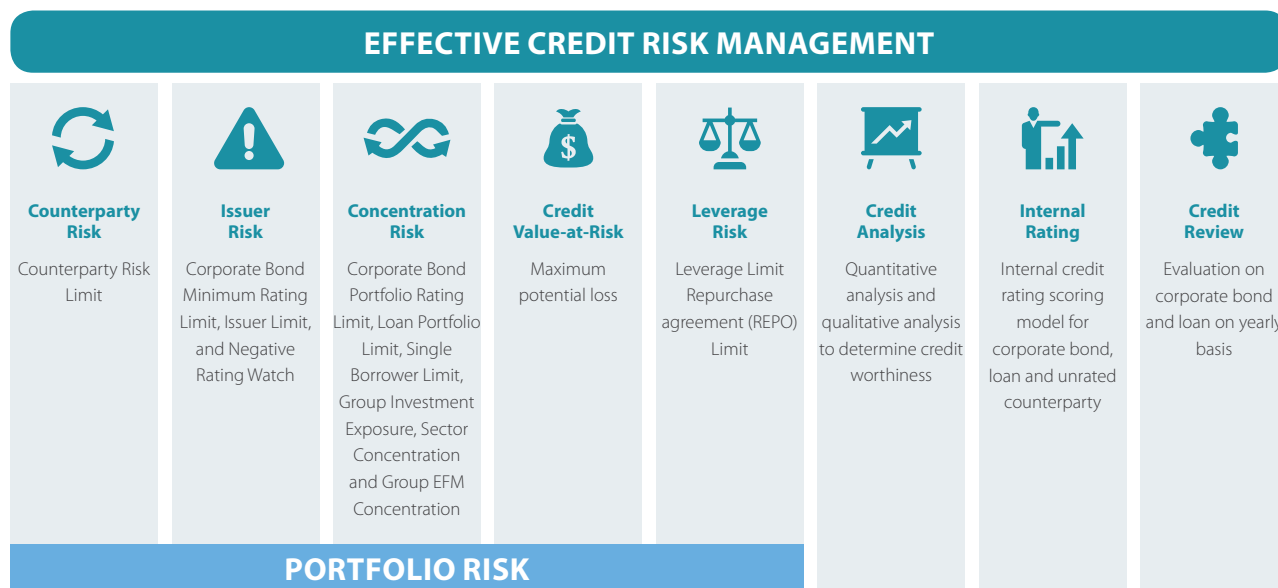 EFFECTIVE CREDIT RISK MANAGEMENT
Counterparty
Risk
Counterparty Risk
Limit
Issuer
Risk
Corporate Bond
Minimum Rating
Limit, Issuer Limit,
and Negative
Rating Watch
Concentration
Risk
Corporate Bond
Portfolio Rating
Limit, Loan Portfolio
Limit, Single
Borrower Limit,
Group Investment
Exposure, Sector
Concentration
and Group EFM
Concentration
$
Credit
Value-at-Risk
Maximum
potential loss
Leverage
Risk
Leverage Limit
Repurchase
agreement (REPO)
Limit
Credit
Analysis
Quantitative
analysis and
qualitative analysis
to determine credit
worthiness
Internal
Rating
Internal credit
rating scoring
model for
corporate bond,
loan and unrated
counterparty
Credit
Review
Evaluation on
corporate bond
and loan on yearly
basis
PORTFOLIO RISK